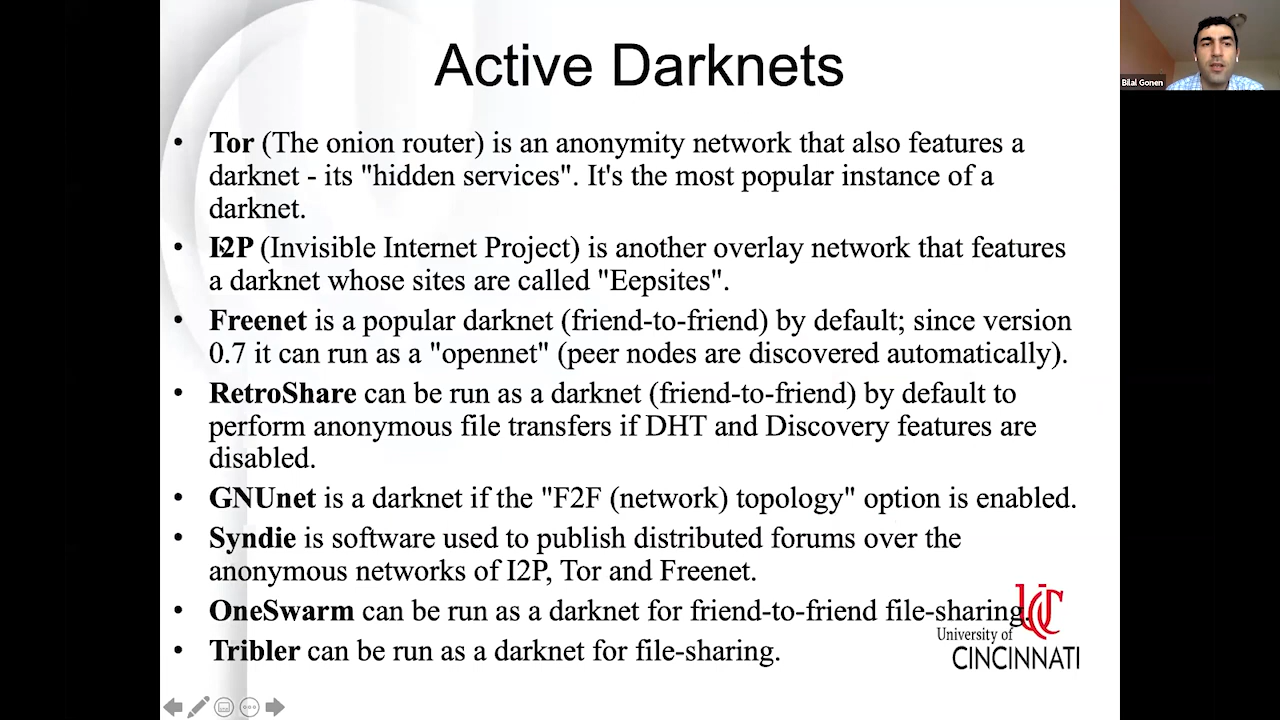 Active Darknets
Bilal Gonen
• Tor (The onion router) is an anonymity network that also features a
darknet - its "hidden services". It's the most popular instance of a
darknet.
• I2P (Invisible Internet Project) is another overlay network that features
a darknet whose sites are called "Eepsites".
• Freenet is a popular darknet (friend-to-friend) by default; since version
0.7 it can run as a "opennet" (peer nodes are discovered automatically).
• RetroShare can be run as a darknet (friend-to-friend) by default to
perform anonymous file transfers if DHT and Discovery features are
disabled.
• GNUnet is a darknet if the "F2F (network) topology" option is enabled.
• Syndie is software used to publish distributed forums over the
anonymous networks of I2P, Tor and Freenet.
• OneSwarm can be run as a darknet for friend-to-friend file-sharing.
• Tribler can be run as a darknet for file-sharing.
UC
University of
CINCINNATI